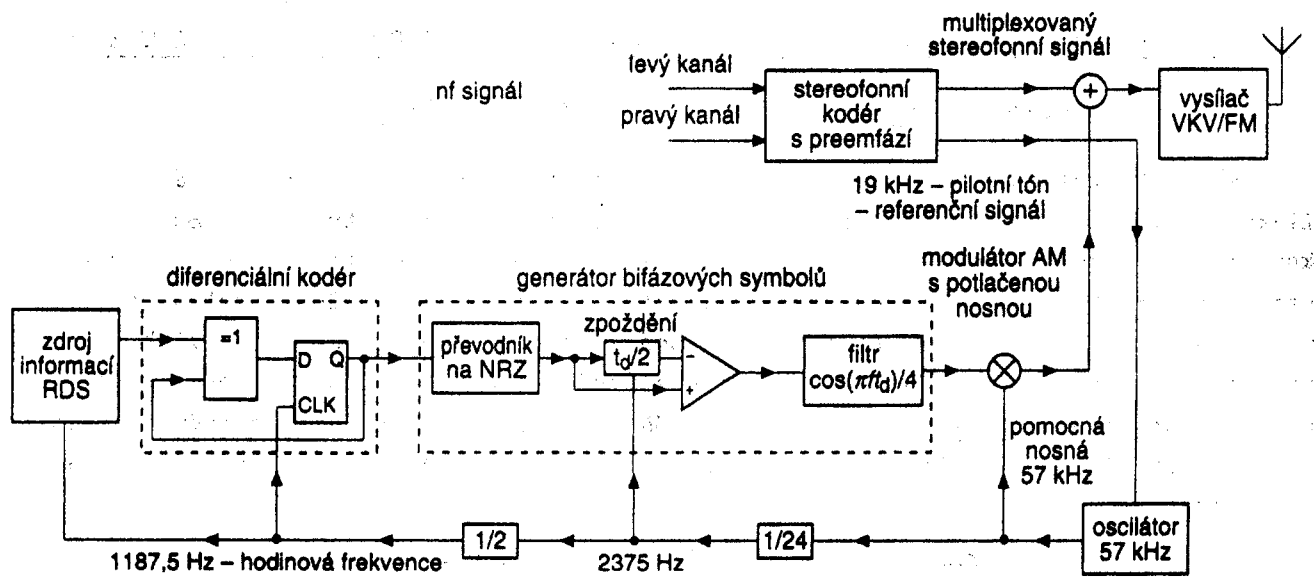 multiplexovaný
stereofonní signál
levý kanál
nf signál
pravý kanál
stereofonní
kodér
s preemfází
+
vysílač
VKV/FM
19 kHz – pilotní tón
– referenční signál
modulátor AM
s potlačenou
nosnou
diferenciální kodér
generátor bifázových symbolů
zdroj
informací
RDS
=1
D Q
CLK
převodník
na NRZ
zpoždění
td/2
–
+
filtr
cos(πftd)/4
pomocná
nosná
57 kHz
oscilátor
57 kHz
1/24
2375 Hz
1/2
1187,5 Hz – hodinová frekvence